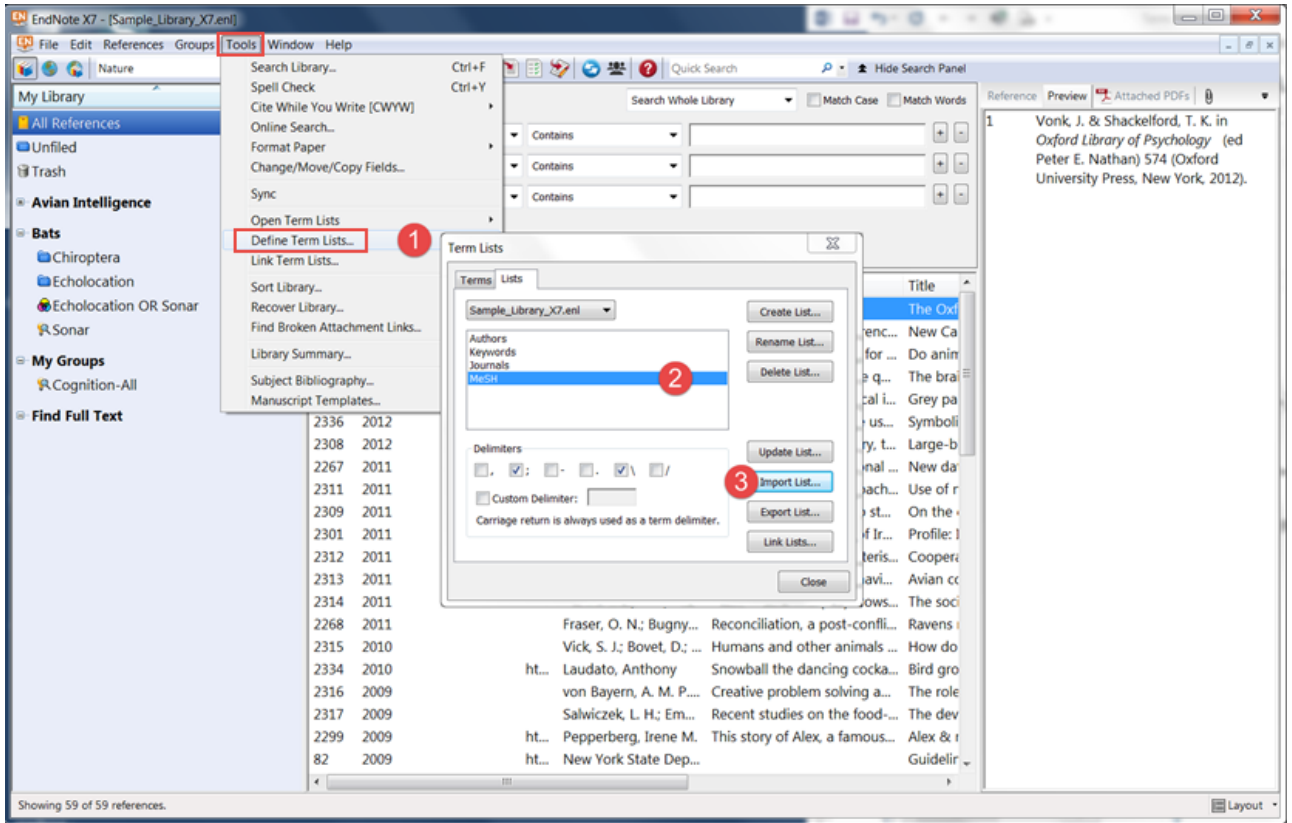 EndNote X7 - [Sample_Library_X7.enl]
File Edit References Groups Tools Window Help
Nature
Quick Search
Hide Search Panel
My Library
All References
Unfiled
Trash
Avian Intelligence
Bats
Chiroptera
Echolocation
Echolocation OR Sonar
Sonar
My Groups
Cognition-All
Find Full Text
Search Library... Ctrl+F
Spell Check Ctrl+Y
Cite While You Write [CWYW]
Online Search...
Format Paper
Change/Move/Copy Fields...
Sync
Open Term Lists
Define Term Lists...
Link Term Lists...
Sort Library...
Recover Library...
Find Broken Attachment Links...
Library Summary...
Subject Bibliography...
Manuscript Templates...
1
Search Whole Library Match Case Match Words
Contains + -
Contains + -
Contains + -
Term Lists
Terms Lists
Sample_Library_X7.enl
Authors
Keywords
Journals
MeSH
2
Create List...
Rename List...
Delete List...
Update List...
3
Import List...
Export List...
Link Lists...
Close
Delimiters
, ; - . \ /
Custom Delimiter:
Carriage return is always used as a term delimiter.
Title
The Oxf
renc... New Ca
for ... Do anim
e q... The brai
cal i... Grey pa
2336 2012 us... Symboli
2308 2012 ry, t... Large-b
2267 2011 nal ... New da
2311 2011 ach... Use of r
2309 2011 st... On the
2301 2011 of Ir... Profile:
2312 2011 teris... Coopera
2313 2011 avi... Avian co
2314 2011 ows... The soci
2268 2011 Fraser, O. N.; Bugny... Reconciliation, a post-confli... Ravens
2315 2010 Vick, S. J.; Bovet, D.; ... Humans and other animals ... How do
2334 2010 ht... Laudato, Anthony Snowball the dancing cocka... Bird gro
2316 2009 von Bayern, A. M. P.... Creative problem solving a... The role
2317 2009 Salwiczek, L. H.; Em... Recent studies on the food-... The dev
2299 2009 ht... Pepperberg, Irene M. This story of Alex, a famous... Alex &
82 2009 ht... New York State Dep... Guidelin
Reference Preview Attached PDFs
1 Vonk, J. & Shackelford, T. K. in
Oxford Library of Psychology (ed
Peter E. Nathan) 574 (Oxford
University Press, New York, 2012).
Showing 59 of 59 references.
Layout